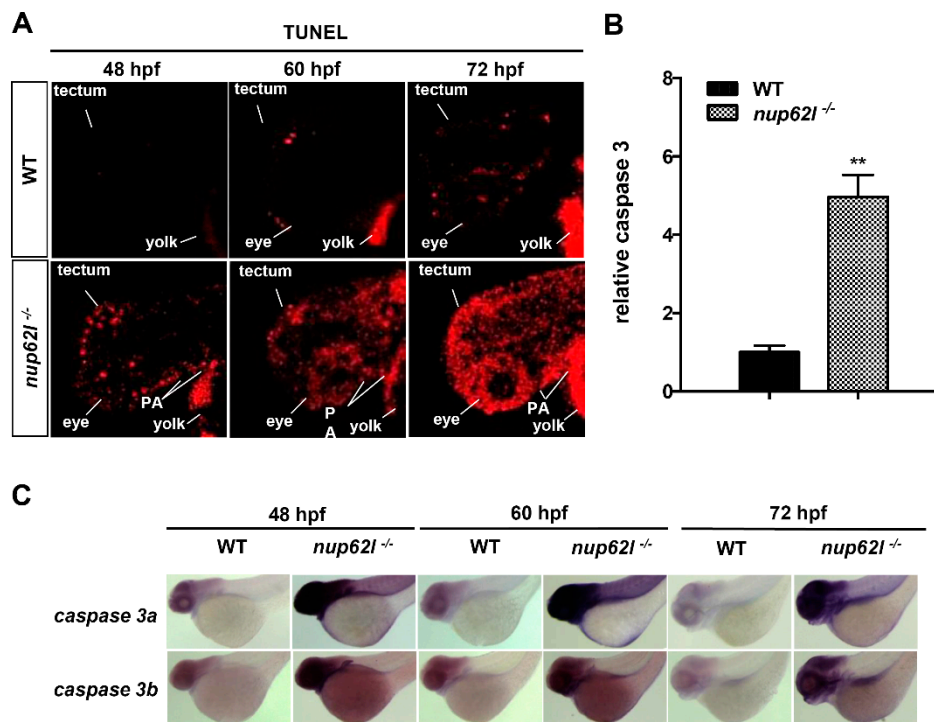 A
TUNEL
48 hpf 60 hpf 72 hpf
WT
tectum
yolk
tectum
eye yolk
tectum
eye yolk
nup62l -/-
tectum
eye PA yolk
tectum
eye P A yolk
tectum
eye PA yolk
B
relative caspase 3
8
6
4
2
0
WT
nup62l -/-
**
C
48 hpf 60 hpf 72 hpf
WT nup62l -/- WT nup62l -/- WT nup62l -/-
caspase 3a
caspase 3b